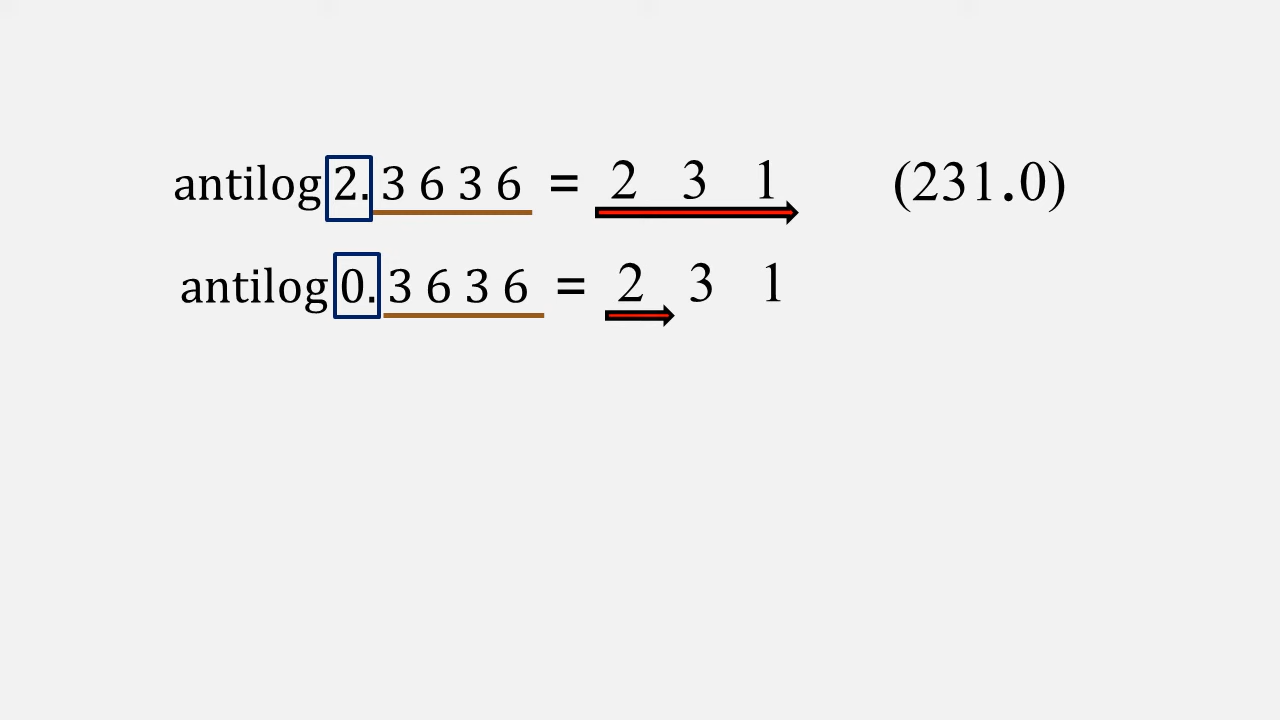 antilog 2. 3 6 3 6 = 2 3 1 (231.0)
antilog 0. 3 6 3 6 = 2 3 1